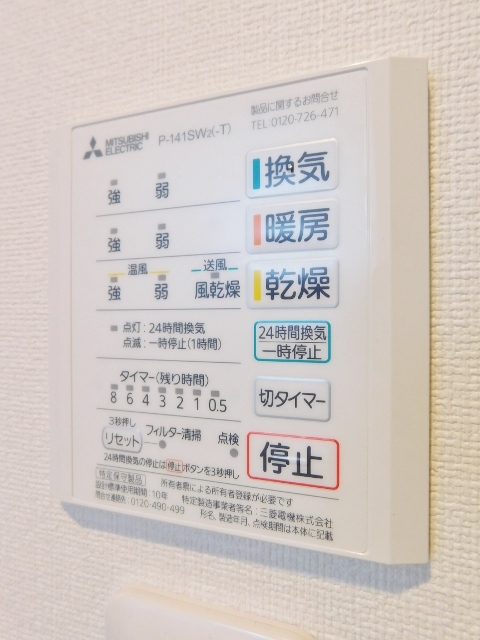 MITSUBISHI ELECTRIC P-141SW2(-T)
製品に関するお問合せ
TEL:0120-726-471
強 弱 換気
強 弱 暖房
温風 送風
強 弱 風乾燥 乾燥
点灯:24時間換気
点滅:一時停止(1時間)
24時間換気
一時停止
タイマー(残り時間)
8 6 4 3 2 1 0.5
切タイマー
3秒押し
リセット フィルター清掃 点検
停止
24時間換気の停止は停止ボタンを3秒押し
特定保守製品 所有者票による所有者登録が必要です
設計標準使用期間:10年 特定製造事業者等名:三菱電機株式会社
問合せ連絡先:0120-490-499 形名、製造年月、点検期間は本体に記載